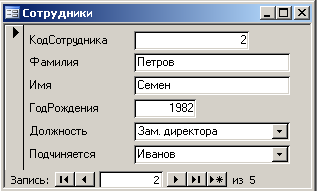 Сотрудники
КодСотрудника 2
Фамилия Петров
Имя Семен
ГодРождения 1982
Должность Зам. директора
Подчиняется Иванов
Запись: 2 из 5